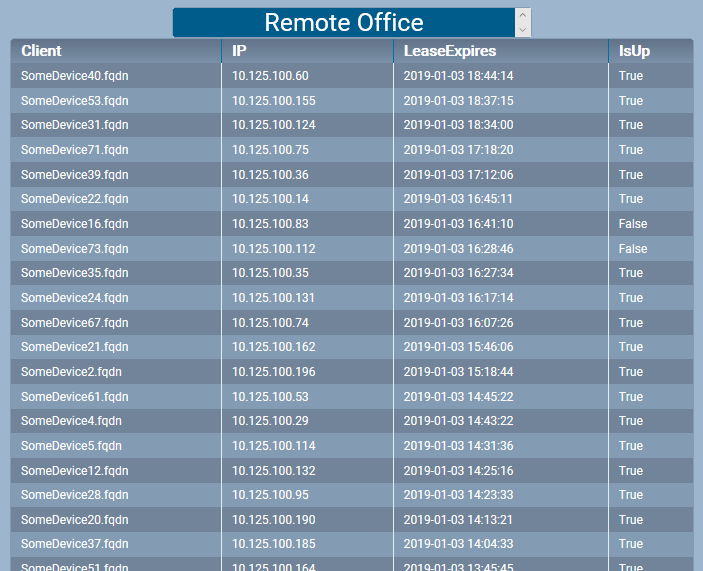 Remote Office
Client IP LeaseExpires IsUp
SomeDevice40.fqdn 10.125.100.60 2019-01-03 18:44:14 True
SomeDevice53.fqdn 10.125.100.155 2019-01-03 18:37:15 True
SomeDevice31.fqdn 10.125.100.124 2019-01-03 18:34:00 True
SomeDevice71.fqdn 10.125.100.75 2019-01-03 17:18:20 True
SomeDevice39.fqdn 10.125.100.36 2019-01-03 17:12:06 True
SomeDevice22.fqdn 10.125.100.14 2019-01-03 16:45:11 True
SomeDevice16.fqdn 10.125.100.83 2019-01-03 16:41:10 False
SomeDevice73.fqdn 10.125.100.112 2019-01-03 16:28:46 False
SomeDevice35.fqdn 10.125.100.35 2019-01-03 16:27:34 True
SomeDevice24.fqdn 10.125.100.131 2019-01-03 16:17:14 True
SomeDevice67.fqdn 10.125.100.74 2019-01-03 16:07:26 True
SomeDevice21.fqdn 10.125.100.162 2019-01-03 15:46:06 True
SomeDevice2.fqdn 10.125.100.196 2019-01-03 15:18:44 True
SomeDevice61.fqdn 10.125.100.53 2019-01-03 14:45:22 True
SomeDevice4.fqdn 10.125.100.29 2019-01-03 14:43:22 True
SomeDevice5.fqdn 10.125.100.114 2019-01-03 14:31:36 True
SomeDevice12.fqdn 10.125.100.132 2019-01-03 14:25:16 True
SomeDevice28.fqdn 10.125.100.95 2019-01-03 14:23:33 True
SomeDevice20.fqdn 10.125.100.190 2019-01-03 14:13:21 True
SomeDevice37.fqdn 10.125.100.185 2019-01-03 14:04:33 True
SomeDevice51.fqdn 10.125.100.164 2019-01-03 13:45:45 True